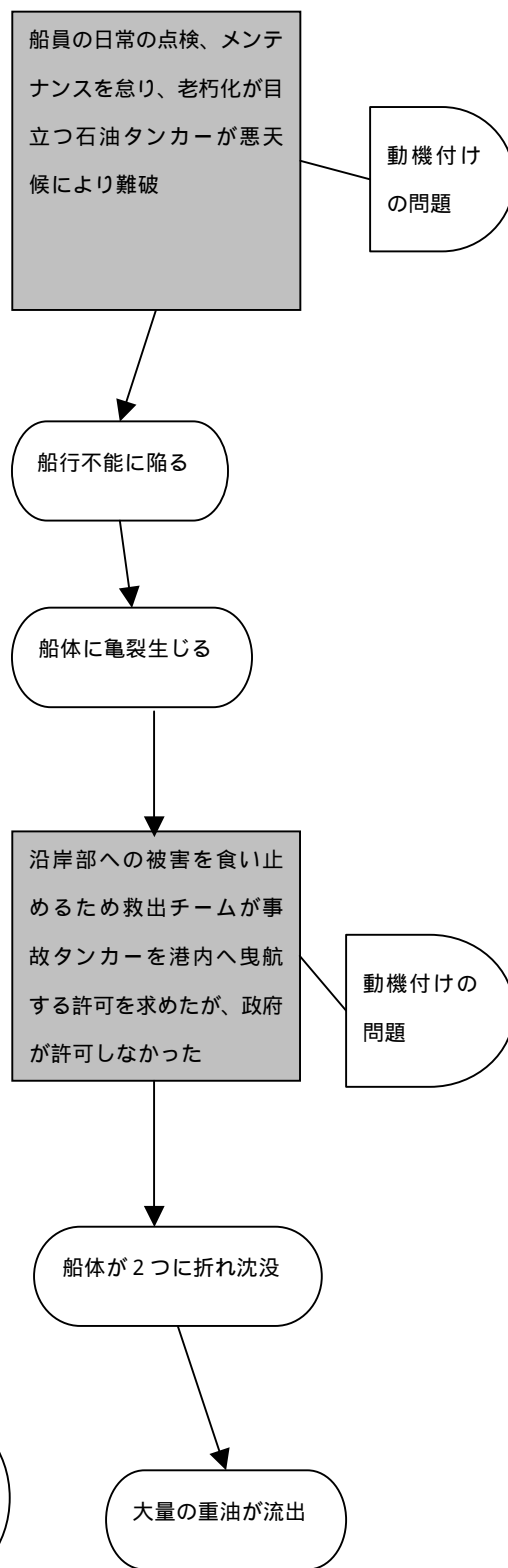 船員の日常の点検、メンテ
ナンスを怠り、老朽化が目
立つ石油タンカーが悪天
候により難破
動機付け
の問題
船行不能に陥る
船体に亀裂生じる
沿岸部への被害を食い止
めるため救出チームが事
故タンカーを港内へ曳航
する許可を求めたが、政府
が許可しなかった
動機付けの
問題
船体が2つに折れ沈没
大量の重油が流出